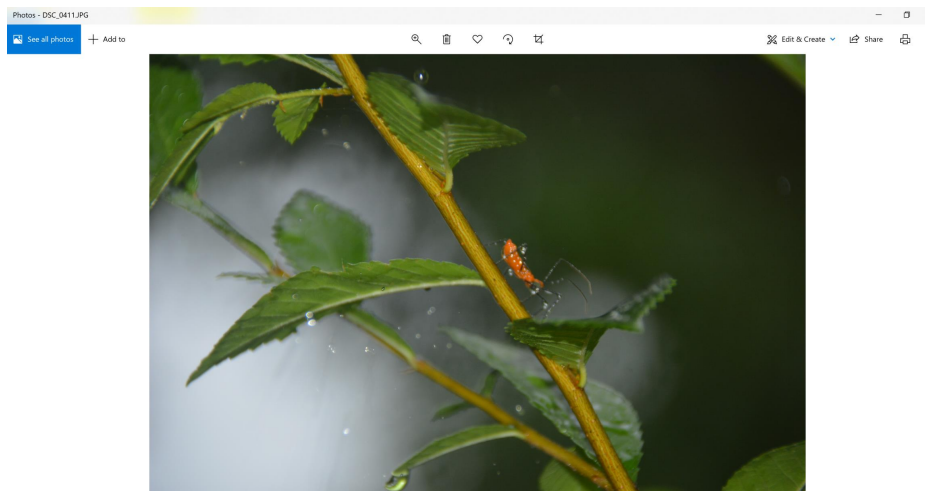 Photos - DSC_0411.JPG
See all photos
Add to
Edit & Create
Share